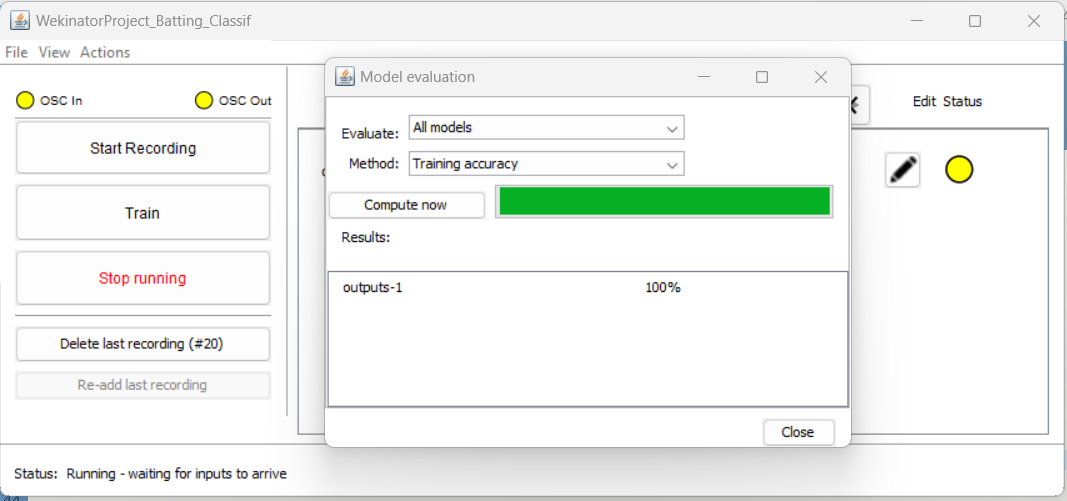 WekinatorProject_Batting_Classif
File View Actions
Model evaluation
OSC In
OSC Out
Edit Status
Evaluate: All models
Start Recording
Method: Training accuracy
Compute now
Train
Results:
Stop running
outputs-1 100%
Delete last recording (#20)
Re-add last recording
Close
Status: Running - waiting for inputs to arrive